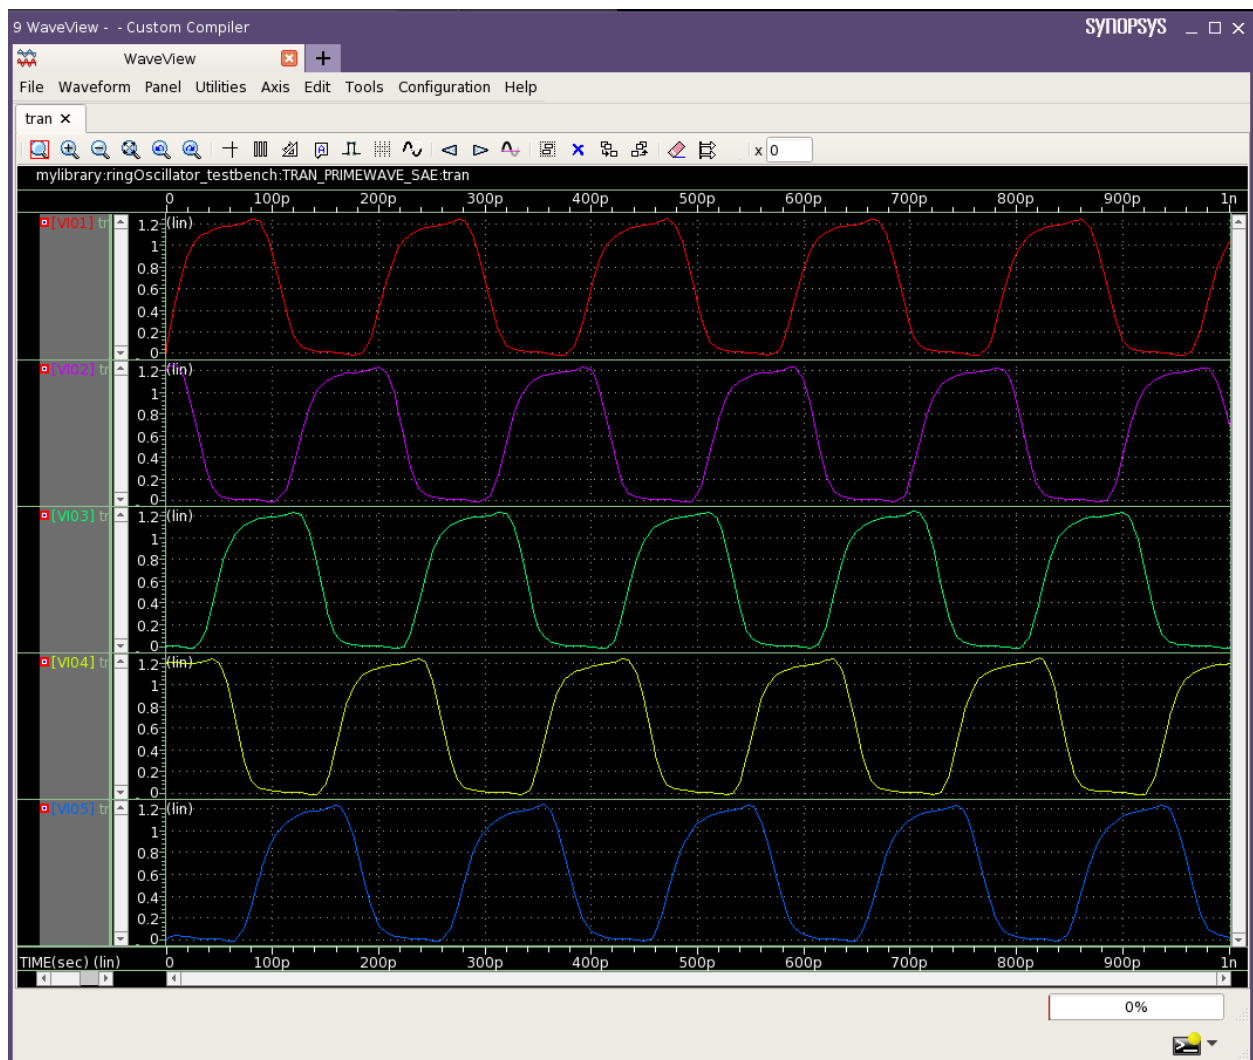 9 WaveView - - Custom Compiler SYNOPSYS
WaveView
File Waveform Panel Utilities Axis Edit Tools Configuration Help
tran
x 0
mylibrary:ringOscillator_testbench:TRAN_PRIMEWAVE_SAE:tran
0 100p 200p 300p 400p 500p 600p 700p 800p 900p 1n
[VI01] tr 1.2 (lin)
1
0.8
0.6
0.4
0.2
0
[VI02] tr 1.2 (lin)
1
0.8
0.6
0.4
0.2
0
[VI03] tr 1.2 (lin)
1
0.8
0.6
0.4
0.2
0
[VI04] tr 1.2 (lin)
1
0.8
0.6
0.4
0.2
0
[VI05] tr 1.2 (lin)
1
0.8
0.6
0.4
0.2
0
TIME(sec) (lin) 0 100p 200p 300p 400p 500p 600p 700p 800p 900p 1n
0%